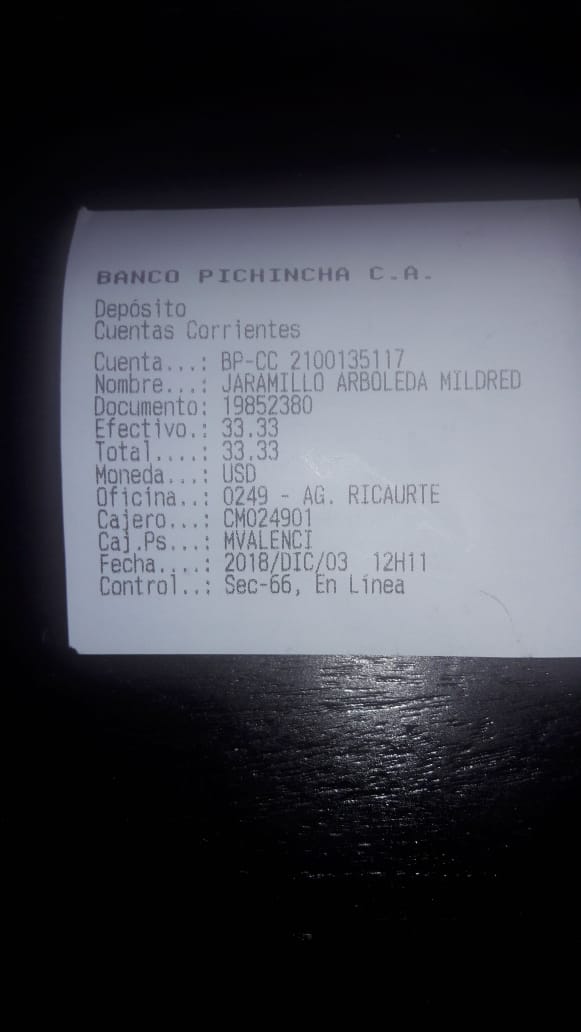 BANCO PICHINCHA C.A.
Depósito
Cuentas Corrientes
Cuenta...: BP-CC 2100135117
Nombre...: JARAMILLO ARBOLEDA MILDRED
Documento: 19852380
Efectivo.: 33.33
Total....: 33.33
Moneda...: USD
Oficina..: 0249 - AG. RICAURTE
Cajero...: CM024901
Caj.Ps...: MVALENCI
Fecha....: 2018/DIC/03 12H11
Control..: Sec-66, En Línea